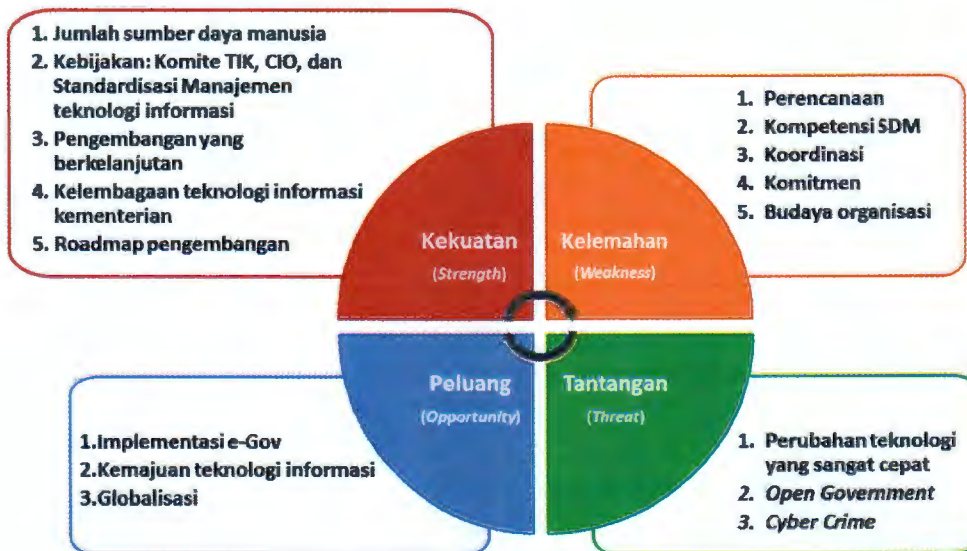 1. Jumlah sumber daya manusia
2. Kebijakan: Komite TIK, CIO, dan
Standardisasi Manajemen
teknologi informasi
3. Pengembangan yang
berkelanjutan
4. Kelembagaan teknologi informasi
kementerian
5. Roadmap pengembangan
1. Perencanaan
2. Kompetensi SDM
3. Koordinasi
4. Komitmen
5. Budaya organisasi
Kekuatan
(Strength)
Kelemahan
(Weakness)
Peluang
(Opportunity)
Tantangan
(Threat)
1.Implementasi e-Gov
2.Kemajuan teknologi informasi
3.Globalisasi
1. Perubahan teknologi
yang sangat cepat
2. Open Government
3. Cyber Crime